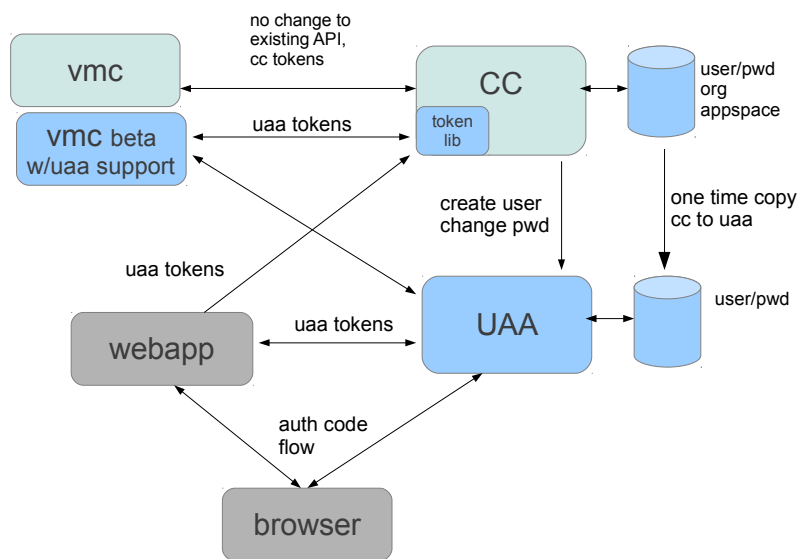 no change to
existing API,
cc tokens
vmc
CC
user/pwd
org
appspace
token
lib
vmc beta
w/uaa support
uaa tokens
create user
change pwd
one time copy
cc to uaa
uaa tokens
user/pwd
UAA
uaa tokens
webapp
auth code
flow
browser